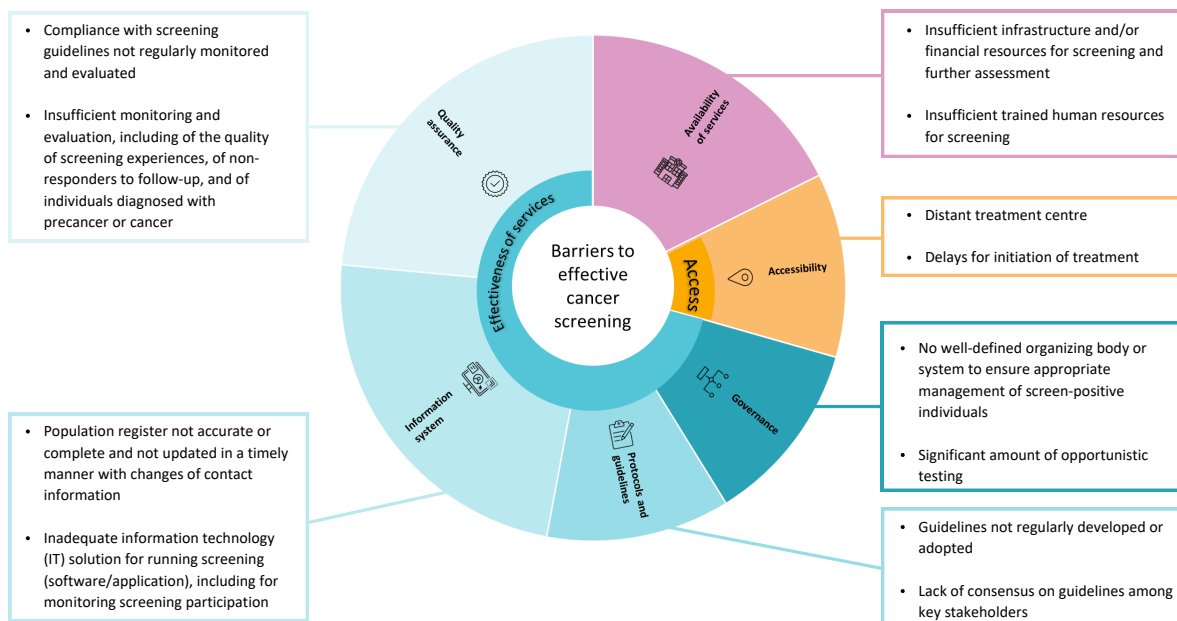 • Compliance with screening
guidelines not regularly monitored
and evaluated
• Insufficient monitoring and
evaluation, including of the quality
of screening experiences, of non-
responders to follow-up, and of
individuals diagnosed with
precancer or cancer
• Population register not accurate or
complete and not updated in a timely
manner with changes of contact
information
• Inadequate information technology
(IT) solution for running screening
(software/application), including for
monitoring screening participation
Quality
assurance
Availability
of services
Effectiveness of services
Barriers to
effective
cancer
screening
Access
Accessibility
Information
system
Protocols and
guidelines
Governance
• Insufficient infrastructure and/or
financial resources for screening and
further assessment
• Insufficient trained human resources
for screening
• Distant treatment centre
• Delays for initiation of treatment
• No well-defined organizing body or
system to ensure appropriate
management of screen-positive
individuals
• Significant amount of opportunistic
testing
• Guidelines not regularly developed or
adopted
• Lack of consensus on guidelines among
key stakeholders